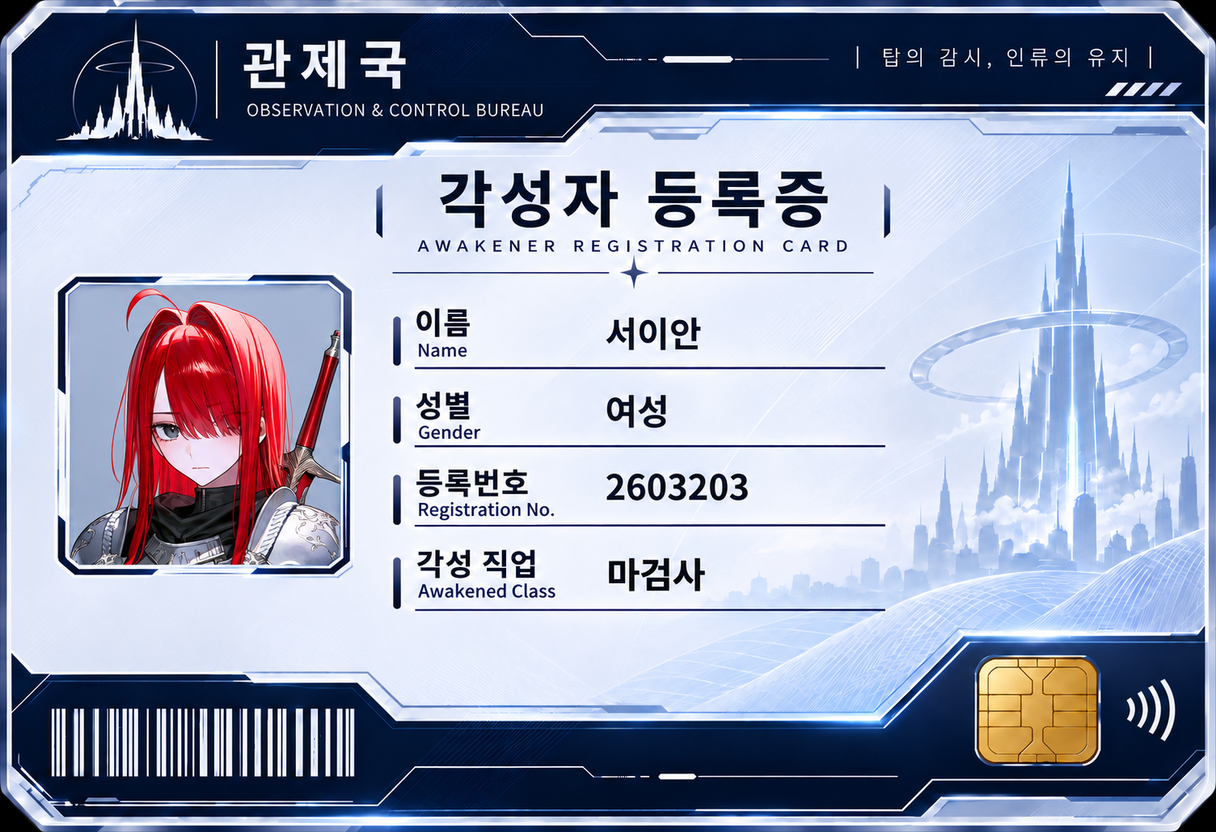 관제국
OBSERVATION & CONTROL BUREAU
| 탑의 감시, 인류의 유지 |
각성자 등록증
AWAKENER REGISTRATION CARD
이름 서이안
Name
성별 여성
Gender
등록번호 2603203
Registration No.
각성 직업 마검사
Awakened Class